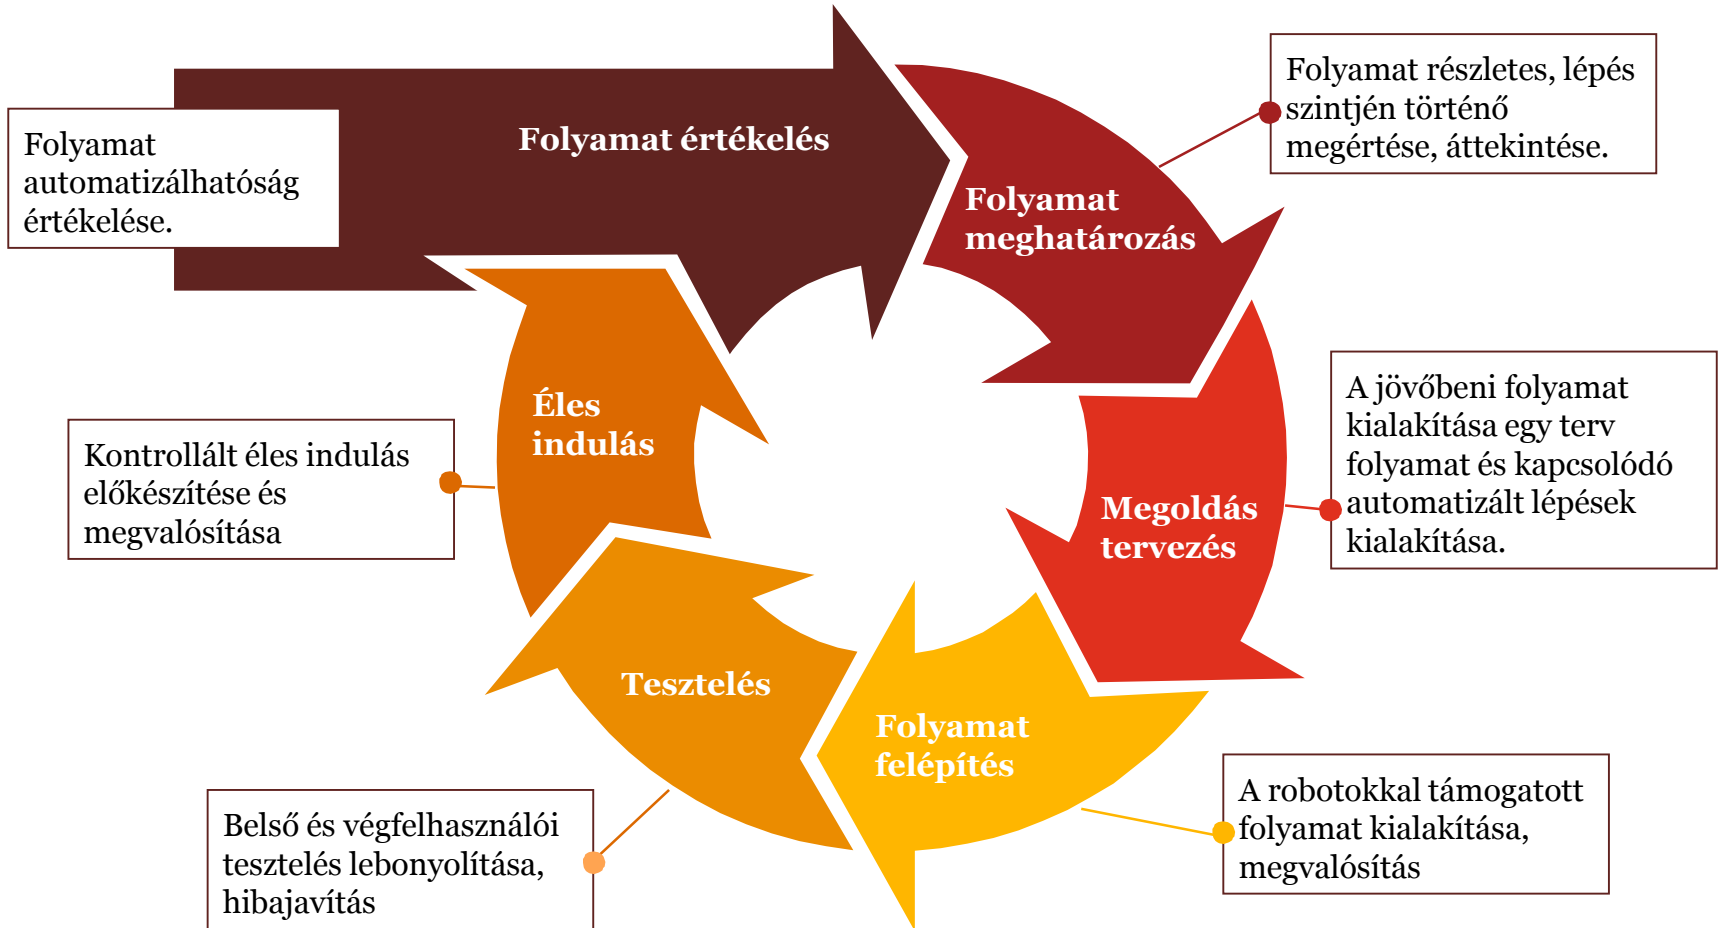 Folyamat
automatizálhatóság
értékelése.
Folyamat értékelés
Folyamat
meghatározás
Folyamat részletes, lépés
szintjén történő
megértése, áttekintése.
Megoldás
tervezés
A jövőbeni folyamat
kialakítása egy terv
folyamat és kapcsolódó
automatizált lépések
kialakítása.
Folyamat
felépítés
A robotokkal támogatott
folyamat kialakítása,
megvalósítás
Tesztelés
Belső és végfelhasználói
tesztelés lebonyolítása,
hibajavítás
Éles
indulás
Kontrollált éles indulás
előkészítése és
megvalósítása